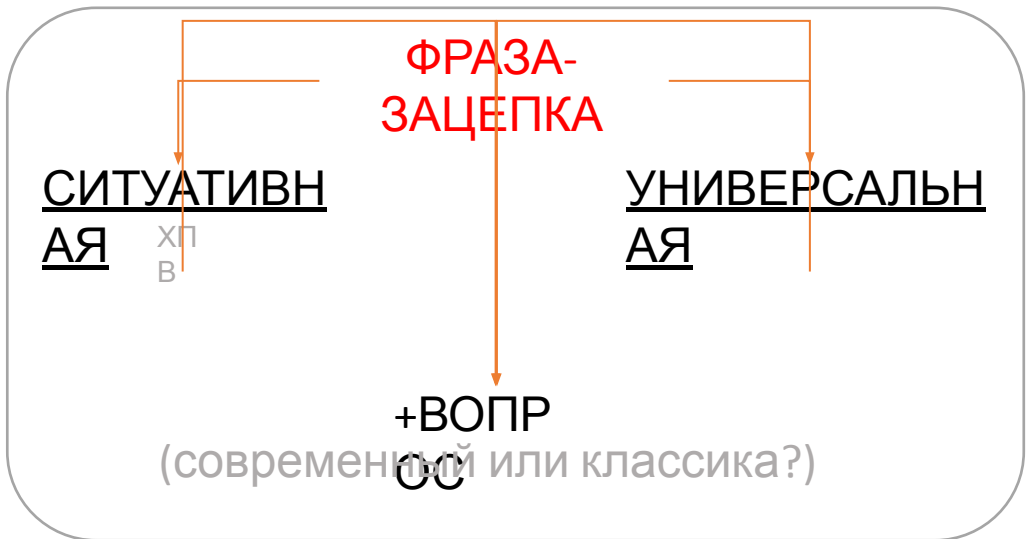 ФРАЗА-
ЗАЦЕПКА
СИТУАТИВН
АЯ
ХП
В
УНИВЕРСАЛЬН
АЯ
+ВОПР
ОС
(современный или классика?)